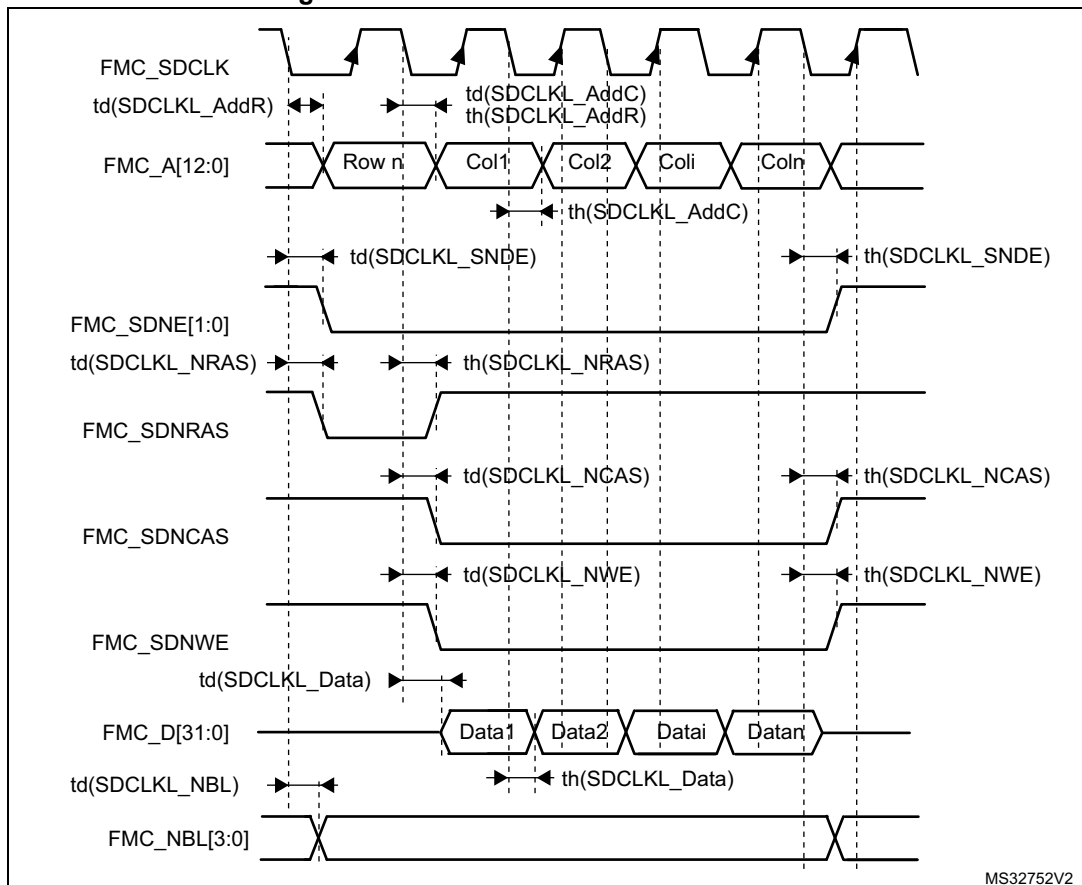 g
FMC_SDCLK
td(SDCLKL_AddR)
td(SDCLKL_AddC)
th(SDCLKL_AddR)
FMC_A[12:0]
Row n
Col1
Col2
Coli
Coln
th(SDCLKL_AddC)
td(SDCLKL_SNDE)
th(SDCLKL_SNDE)
FMC_SDNE[1:0]
td(SDCLKL_NRAS)
th(SDCLKL_NRAS)
FMC_SDNRAS
td(SDCLKL_NCAS)
th(SDCLKL_NCAS)
FMC_SDNCAS
td(SDCLKL_NWE)
th(SDCLKL_NWE)
FMC_SDNWE
td(SDCLKL_Data)
FMC_D[31:0]
Data1
Data2
Datai
Datan
td(SDCLKL_NBL)
th(SDCLKL_Data)
FMC_NBL[3:0]
MS32752V2